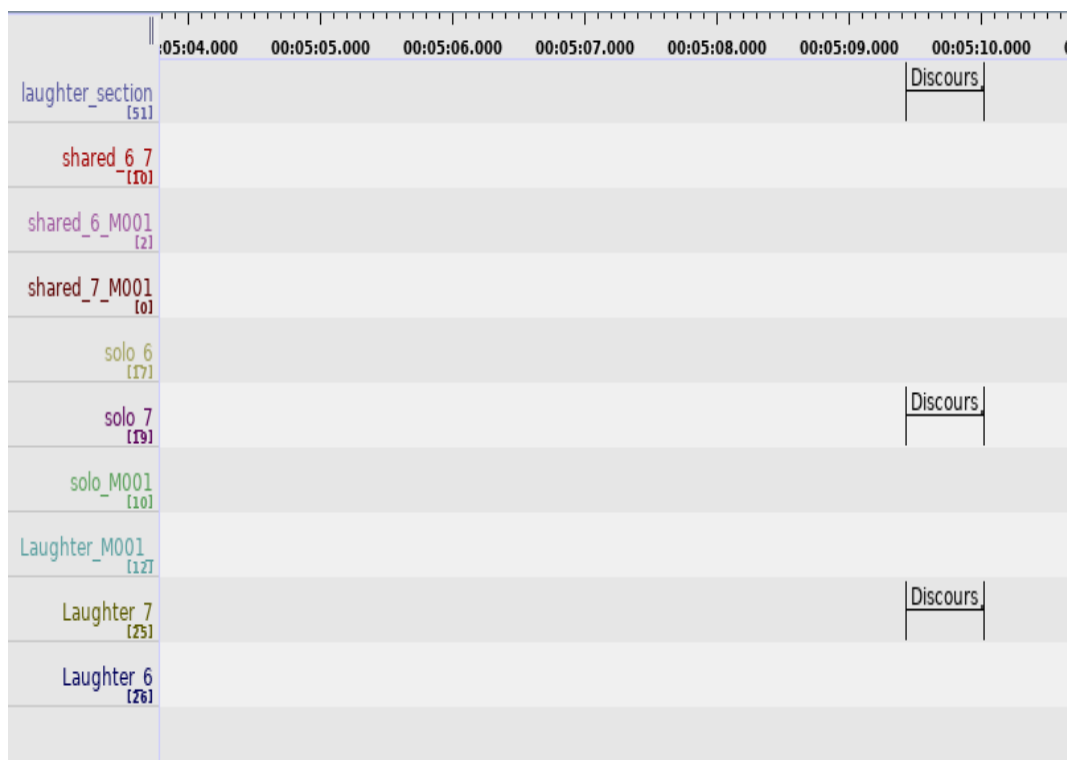 :05:04.000 00:05:05.000 00:05:06.000 00:05:07.000 00:05:08.000 00:05:09.000 00:05:10.000
laughter_section
[51]
Discours
shared_6_7
[10]
shared_6_M001
[2]
shared_7_M001
[0]
solo_6
[17]
solo_7
[19]
Discours
solo_M001
[10]
Laughter_M001_
[12]
Laughter_7
[25]
Discours
Laughter_6
[26]